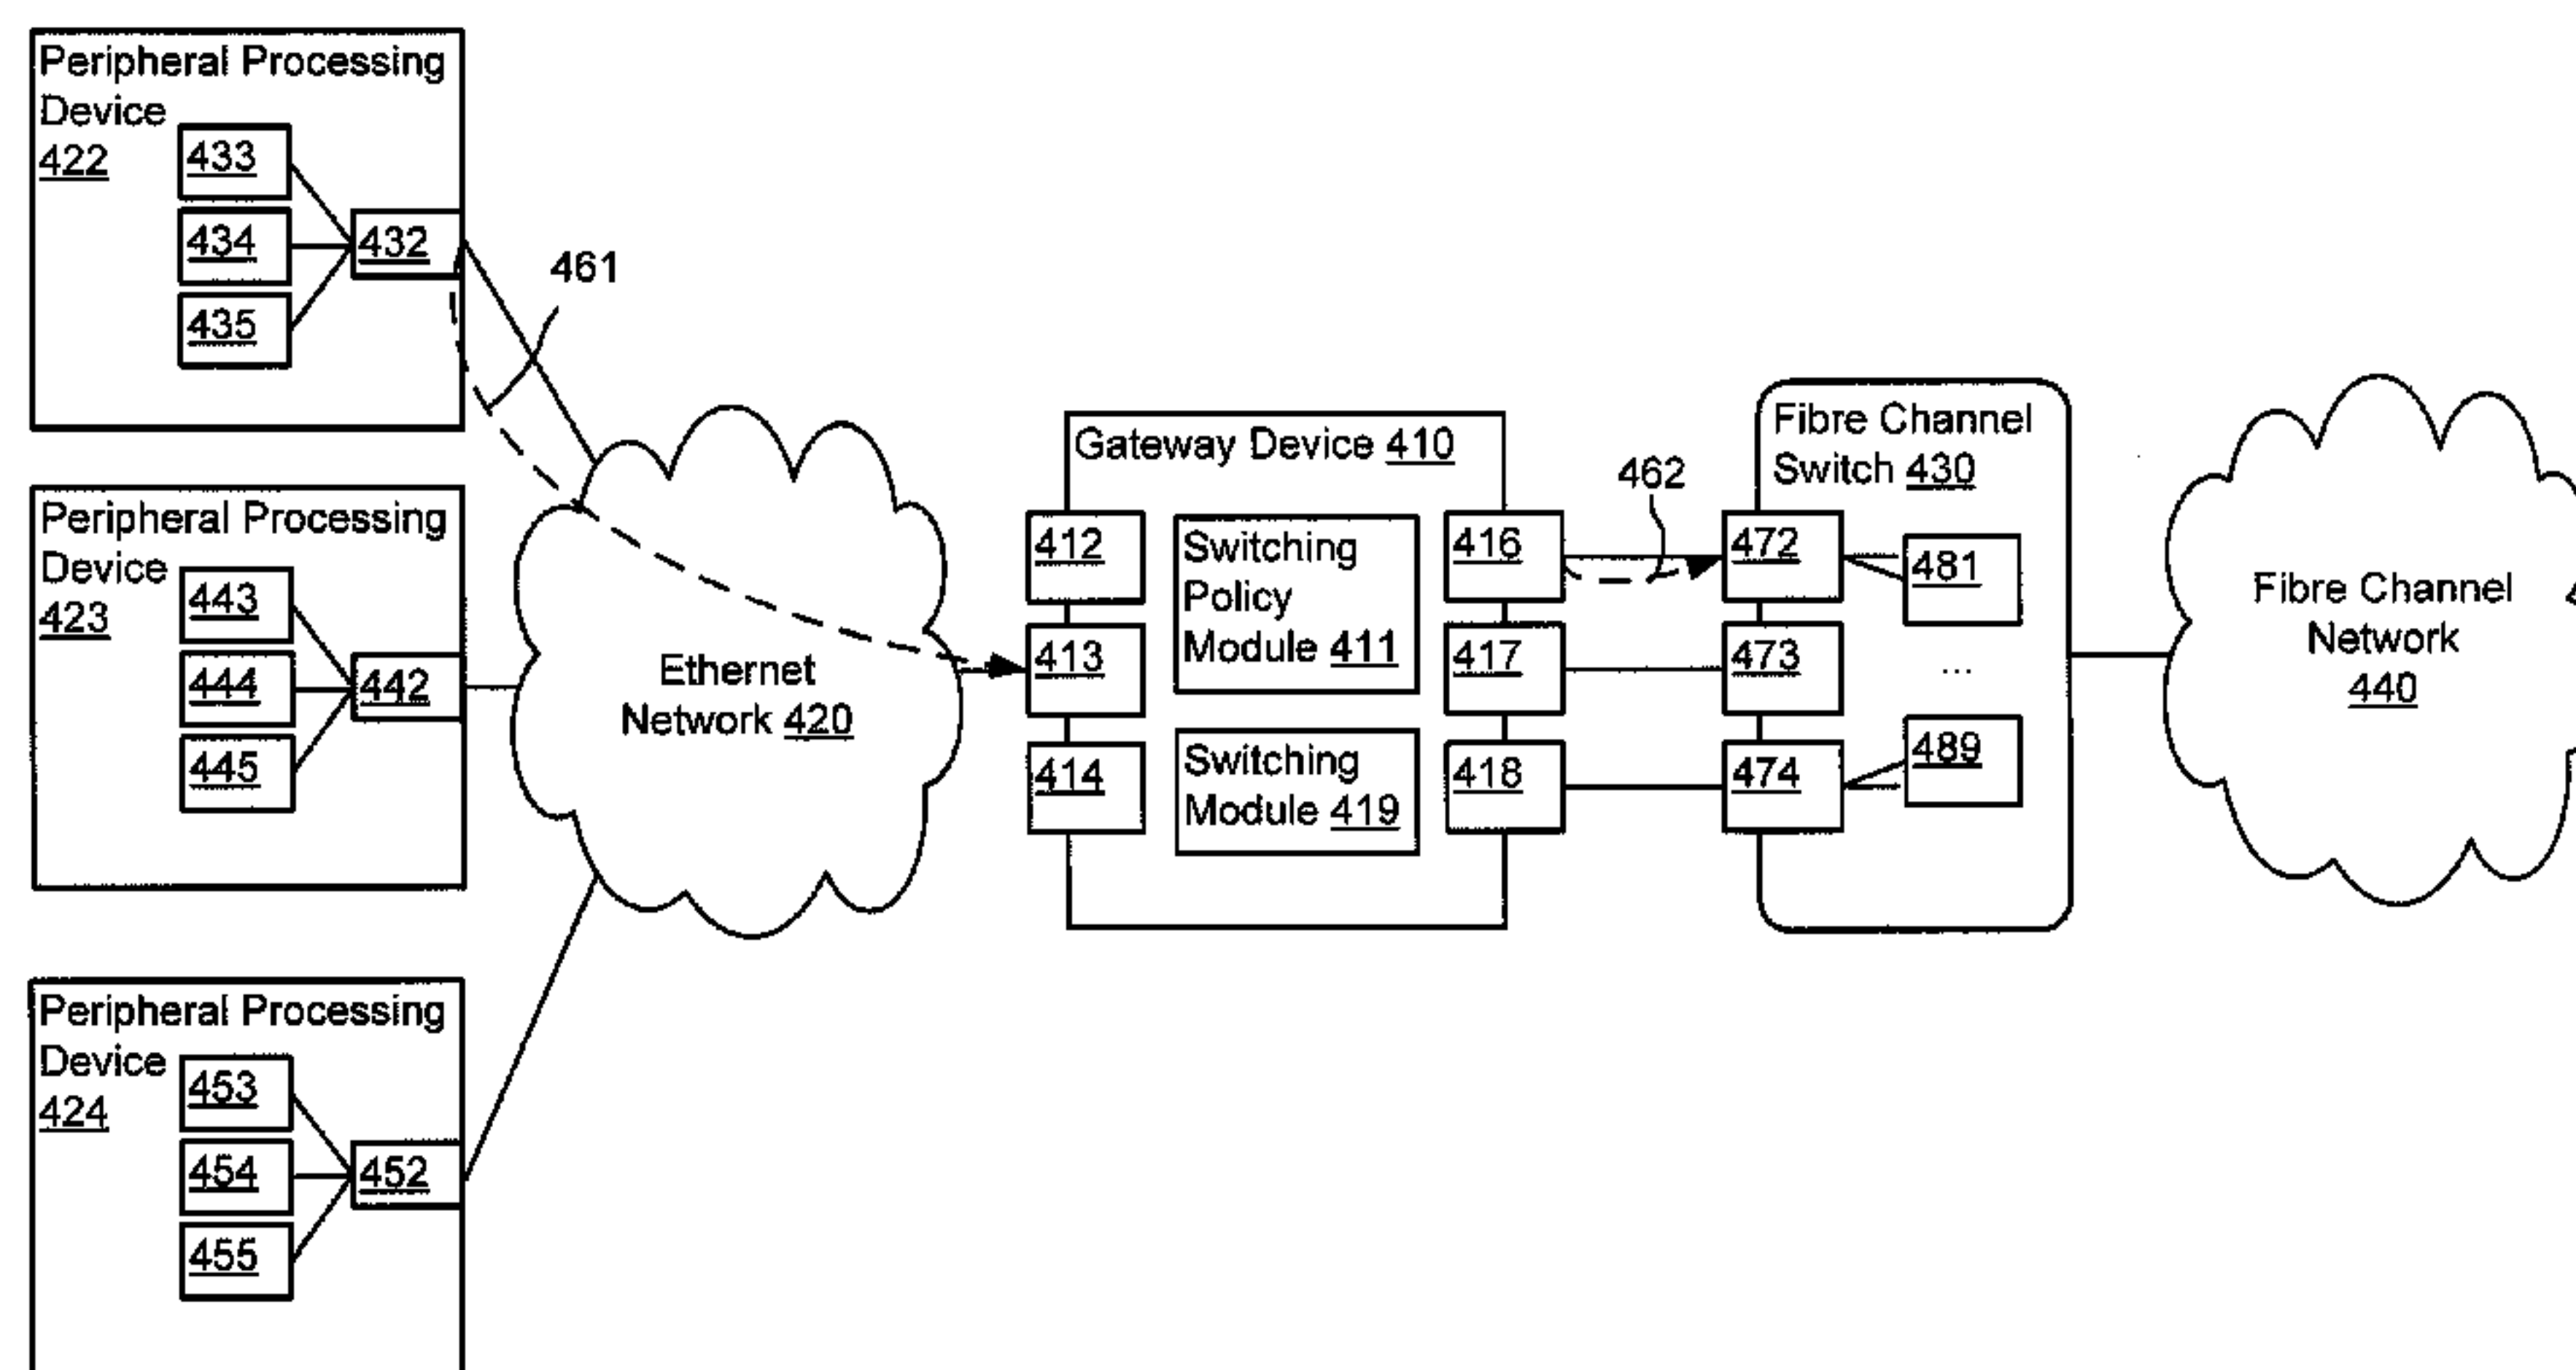 Peripheral Processing
Device
422
433
434
435
432
461
Peripheral Processing
Device
423
443
444
445
442
Peripheral Processing
Device
424
453
454
455
452
Ethernet
Network 420
Gateway Device 410
412
413
414
Switching
Policy
Module 411
Switching
Module 419
416
417
418
462
Fibre Channel
Switch 430
472
473
474
481
...
489
Fibre Channel
Network
440